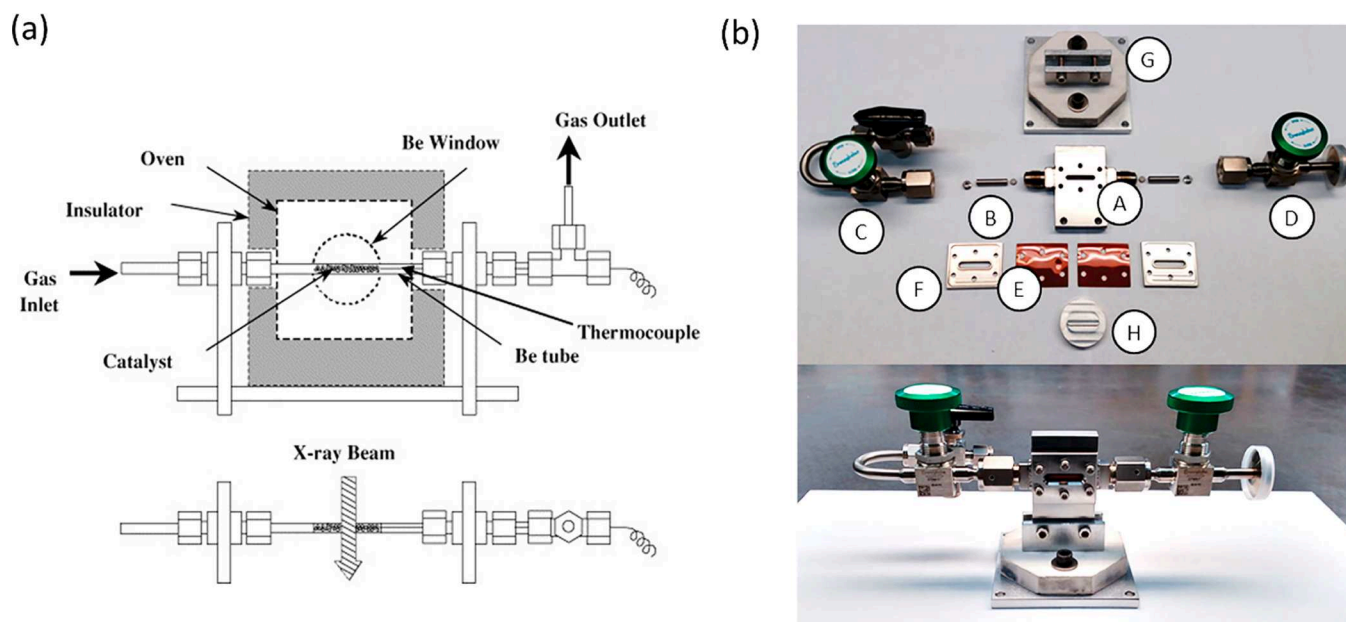 (a)
Gas Outlet
Be Window
Oven
Insulator
Gas
Inlet
Thermocouple
Catalyst
Be tube
X-ray Beam
(b)
G
A
B
C
D
F
E
H